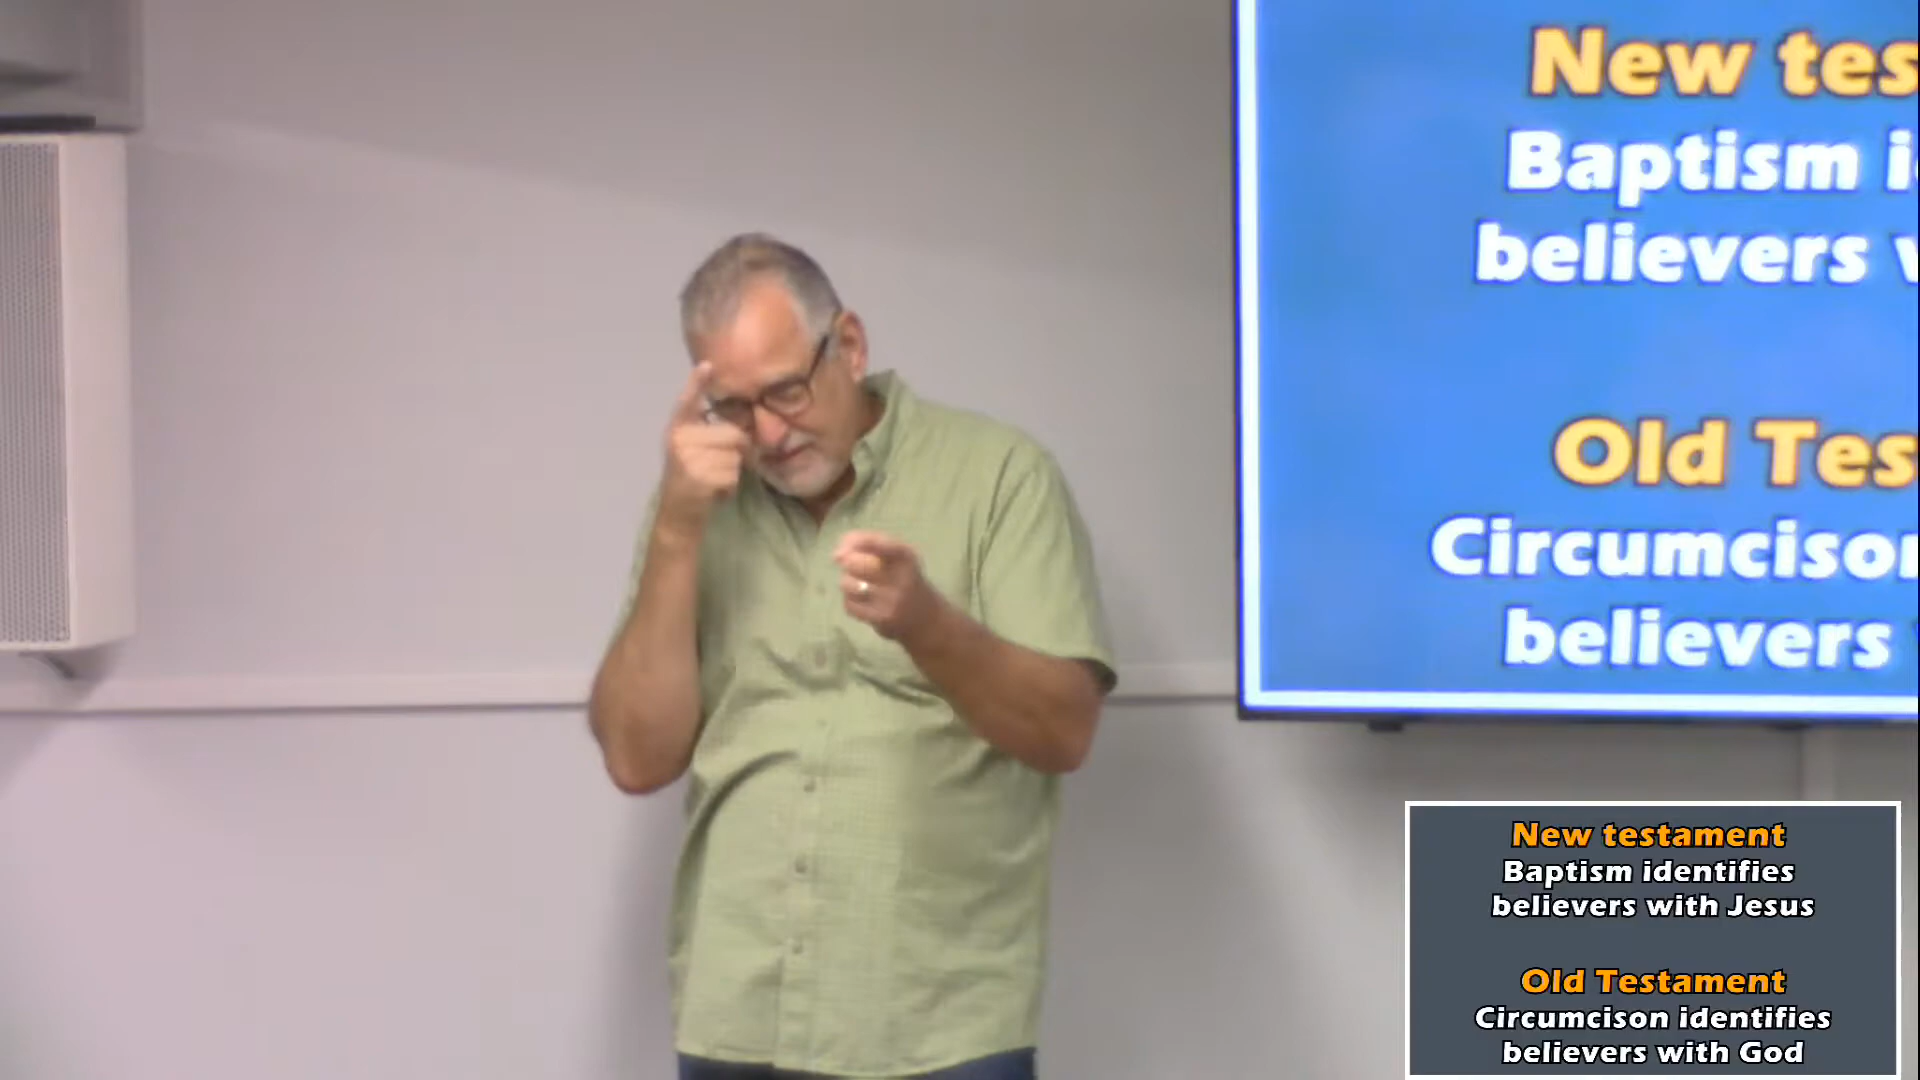 New tes
Baptism i
believers
Old Tes
Circumciso
believers
New testament
Baptism identifies
believers with Jesus
Old Testament
Circumcison identifies
believers with God